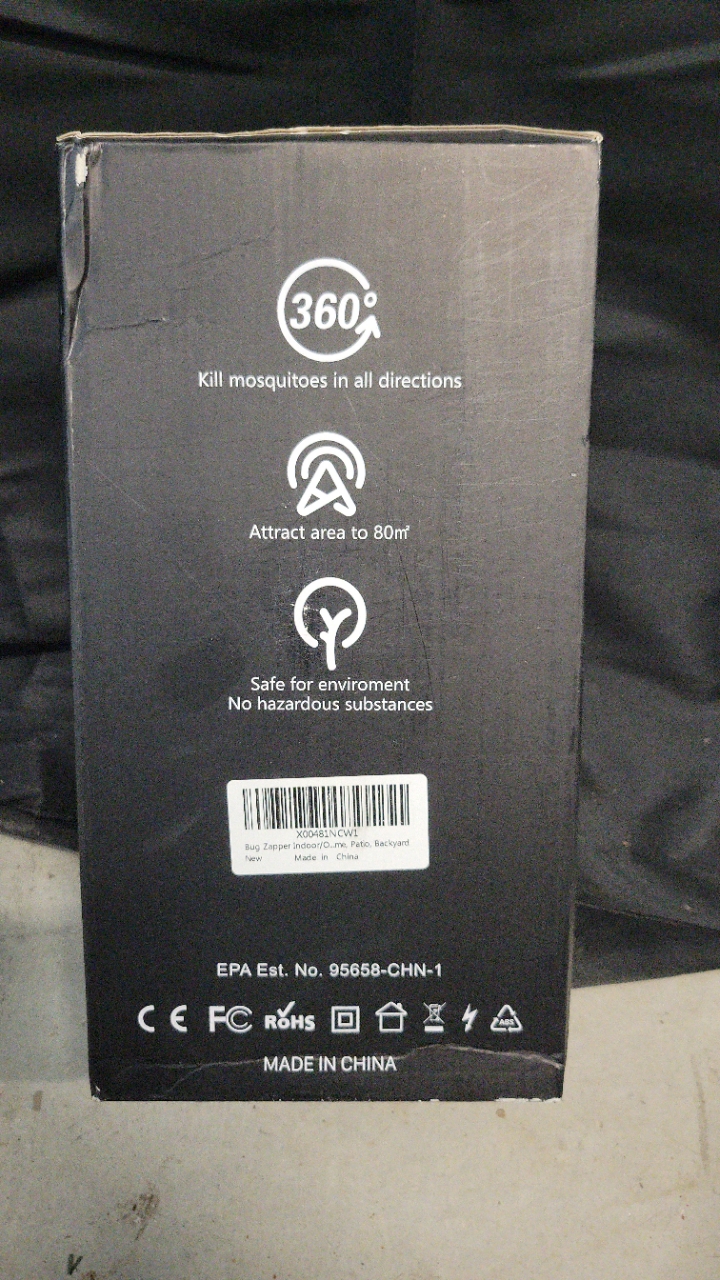 360°
Kill mosquitoes in all directions
Attract area to 80㎡
Safe for enviroment
No hazardous substances
X00481NCWI
Bug Zapper Indoor/O...me, Patio, Backyard
New Made in China
EPA Est. No. 95658-CHN-1
CE FC RoHS ABS
MADE IN CHINA